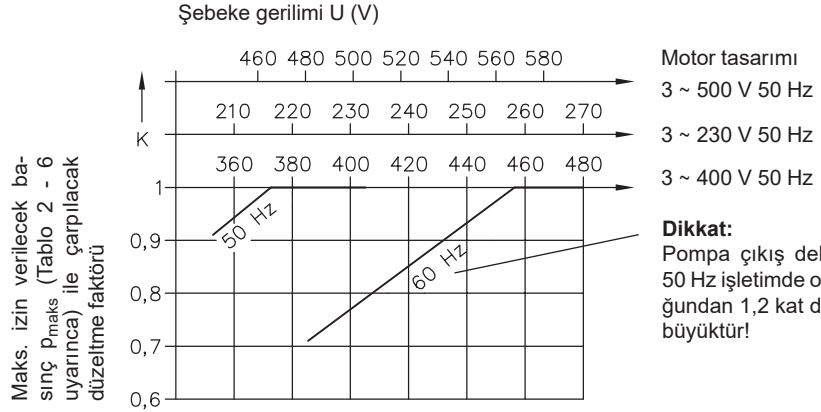 Şebeke gerilimi U (V)
460 480 500 520 540 560 580
Motor tasarımı
3 ~ 500 V 50 Hz
210 220 230 240 250 260 270
3 ~ 230 V 50 Hz
K
360 380 400 420 440 460 480
3 ~ 400 V 50 Hz
1
0,9
0,8
0,7
0,6
50 Hz
60 Hz
Maks. izin verilecek ba-
sınç pmaks (Tablo 2 - 6
uyarınca) ile çarpılacak
düzeltme faktörü
Dikkat:
Pompa çıkış
50 Hz işletimde
ğundan 1,2 kat
büyüktür!